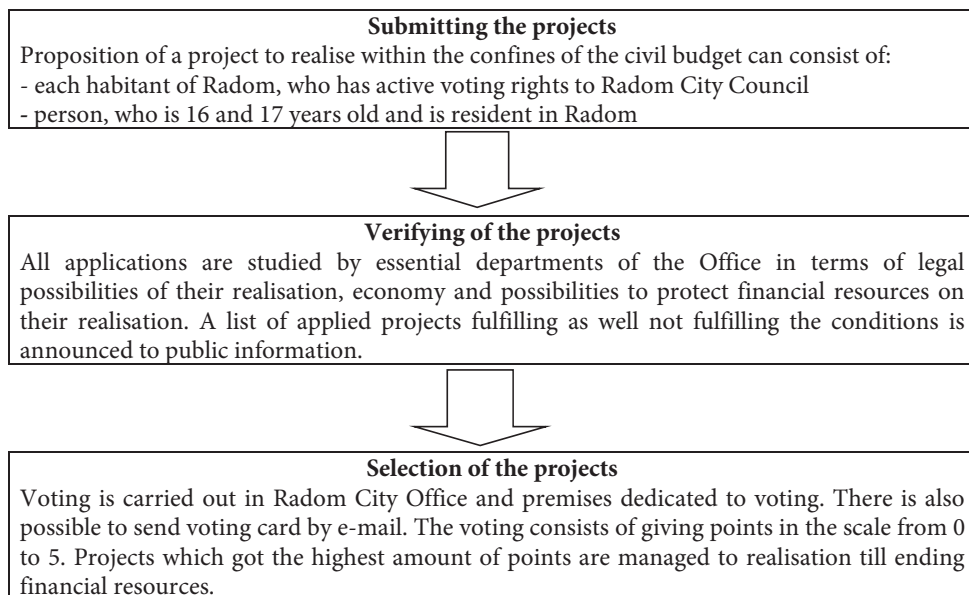 Submitting the projects
Proposition of a project to realise within the confines of the civil budget can consist of:
- each habitant of Radom, who has active voting rights to Radom City Council
- person, who is 16 and 17 years old and is resident in Radom
Verifying of the projects
All applications are studied by essential departments of the Office in terms of legal
possibilities of their realisation, economy and possibilities to protect financial resources on
their realisation. A list of applied projects fulfilling as well not fulfilling the conditions is
announced to public information.
Selection of the projects
Voting is carried out in Radom City Office and premises dedicated to voting. There is also
possible to send voting card by e-mail. The voting consists of giving points in the scale from 0
to 5. Projects which got the highest amount of points are managed to realisation till ending
financial resources.